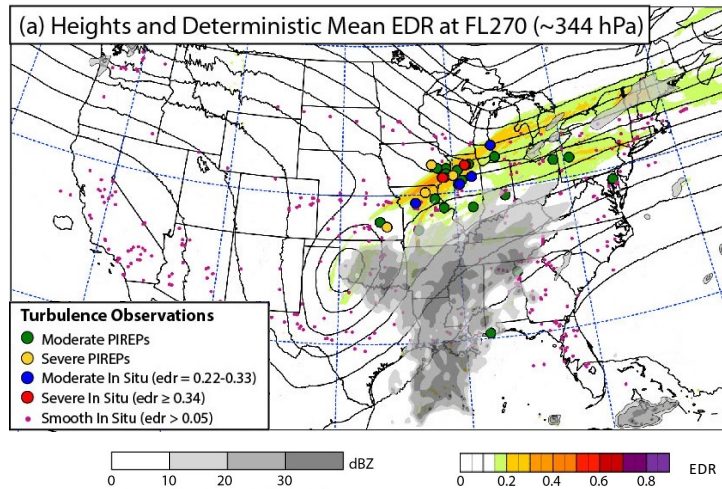 (a) Heights and Deterministic Mean EDR at FL270 (~344 hPa)
Turbulence Observations
Moderate PIREPs
Severe PIREPs
Moderate In Situ (edr = 0.22-0.33)
Severe In Situ (edr ≥ 0.34)
Smooth In Situ (edr > 0.05)
0 10 20 30 dBZ
0 0.2 0.4 0.6 0.8 EDR